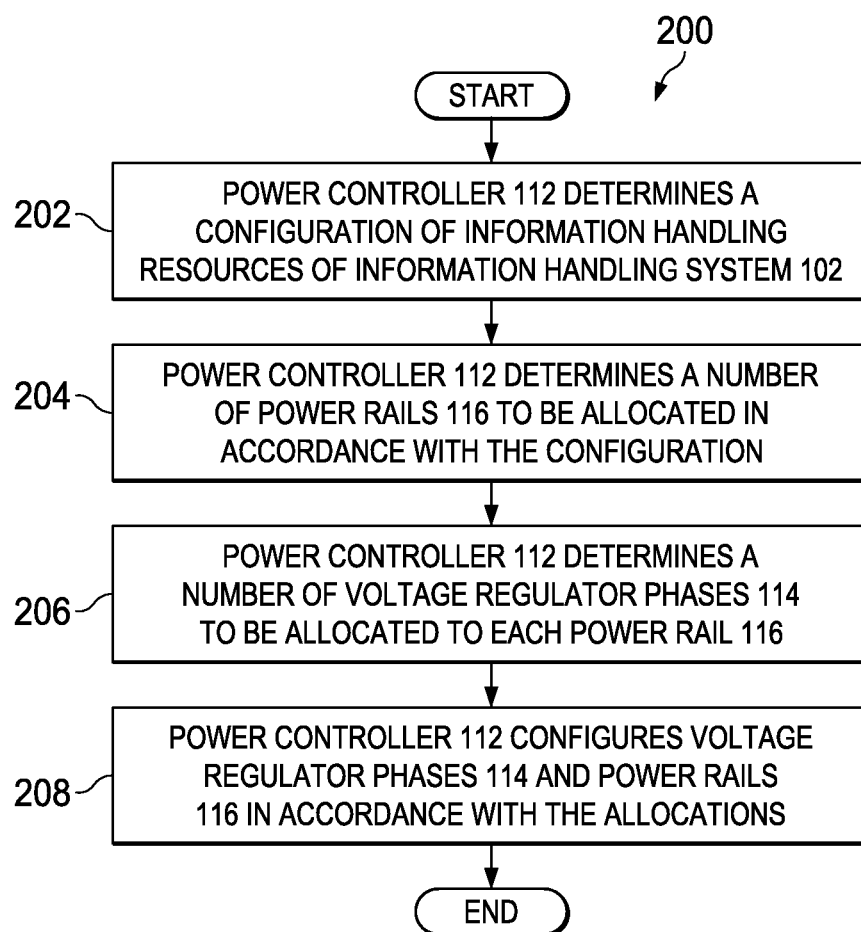 200
START
202
POWER CONTROLLER 112 DETERMINES A
CONFIGURATION OF INFORMATION HANDLING
RESOURCES OF INFORMATION HANDLING SYSTEM 102
204
POWER CONTROLLER 112 DETERMINES A NUMBER
OF POWER RAILS 116 TO BE ALLOCATED IN
ACCORDANCE WITH THE CONFIGURATION
206
POWER CONTROLLER 112 DETERMINES A
NUMBER OF VOLTAGE REGULATOR PHASES 114
TO BE ALLOCATED TO EACH POWER RAIL 116
208
POWER CONTROLLER 112 CONFIGURES VOLTAGE
REGULATOR PHASES 114 AND POWER RAILS
116 IN ACCORDANCE WITH THE ALLOCATIONS
END